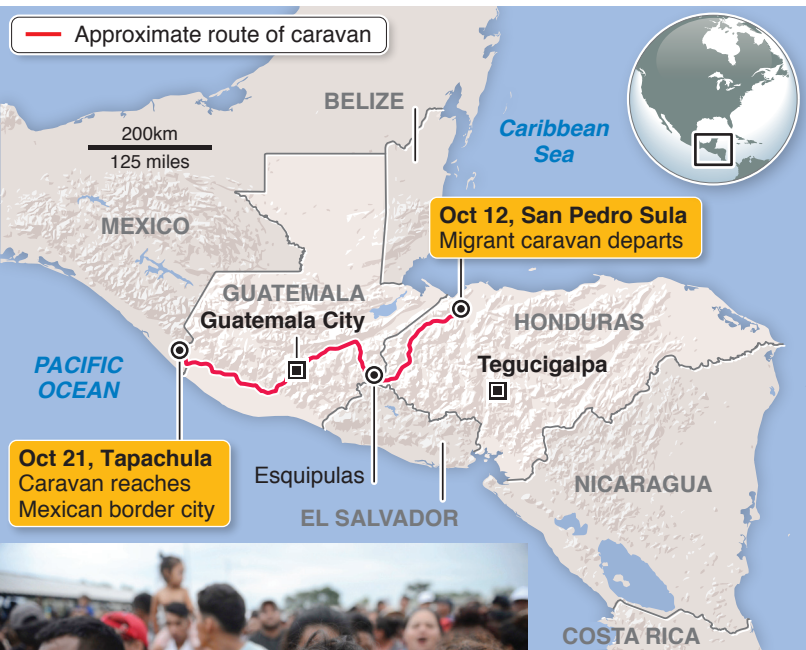 Approximate route of caravan
BELIZE
Caribbean
Sea
200km
125 miles
MEXICO
Oct 12, San Pedro Sula
Migrant caravan departs
GUATEMALA
Guatemala City
HONDURAS
PACIFIC
OCEAN
Tegucigalpa
Oct 21, Tapachula
Caravan reaches
Mexican border city
Esquipulas
EL SALVADOR
NICARAGUA
COSTA RICA